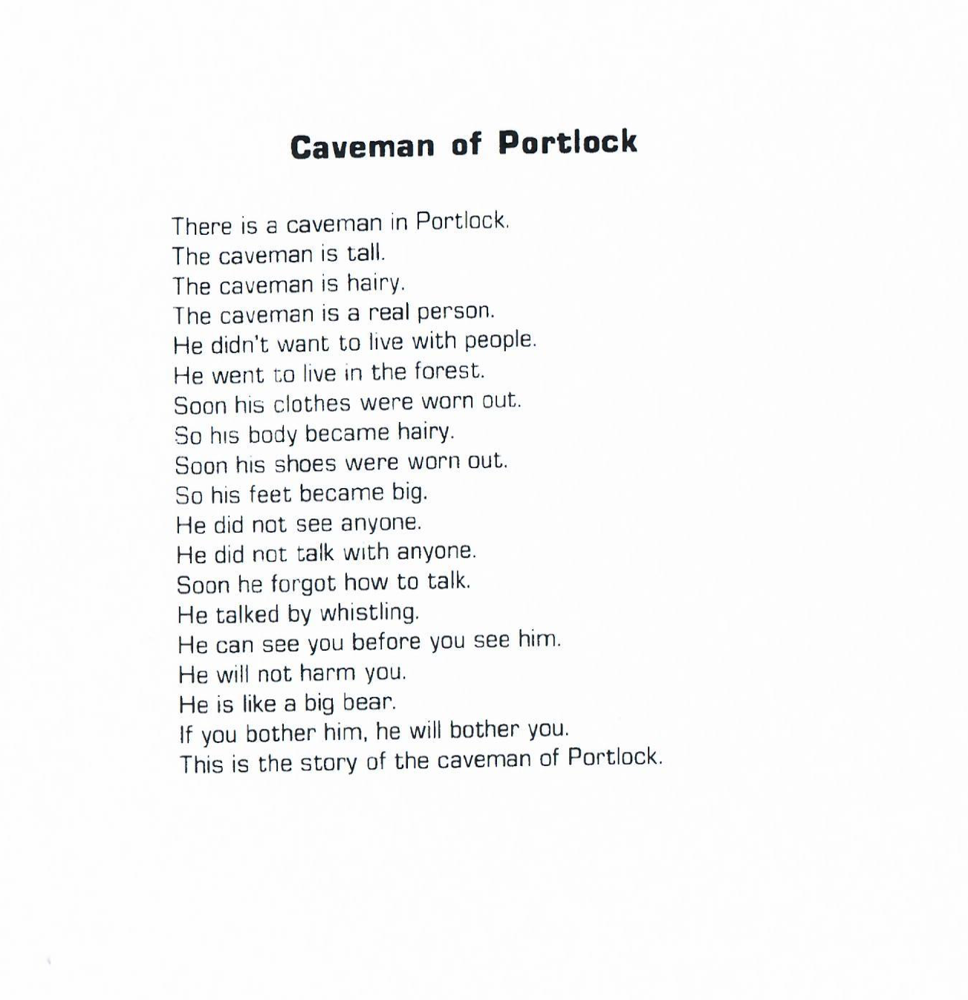 Caveman of Portlock
There is a caveman in Portlock.
The caveman is tall.
The caveman is hairy.
The caveman is a real person.
He didn't want to live with people.
He went to live in the forest.
Soon his clothes were worn out.
So his body became hairy.
Soon his shoes were worn out.
So his feet became big.
He did not see anyone.
He did not talk with anyone.
Soon he forgot how to talk.
He talked by whistling.
He can see you before you see him.
He will not harm you.
He is like a big bear.
If you bother him, he will bother you.
This is the story of the caveman of Portlock.